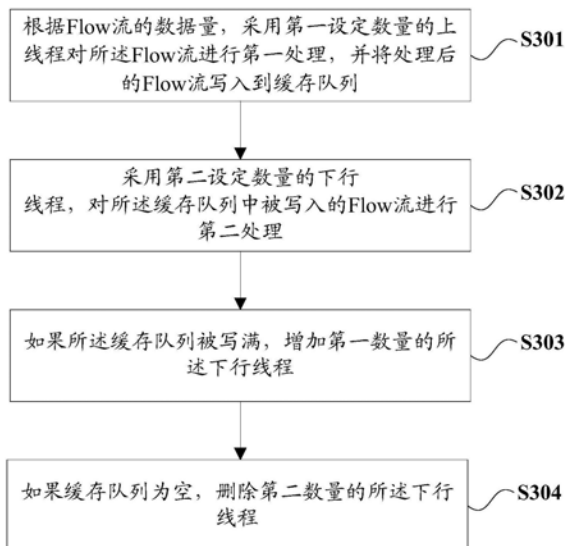 根据Flow流的数据量，采用第一设定数量的上
线程对所述Flow流进行第一处理，并将处理后
的Flow流写入到缓存队列
S301
采用第二设定数量的下行
线程，对所述缓存队列中被写入的Flow流进行
第二处理
S302
如果所述缓存队列被写满，增加第一数量的所
述下行线程
S303
如果缓存队列为空，删除第二数量的所述下行
线程
S304